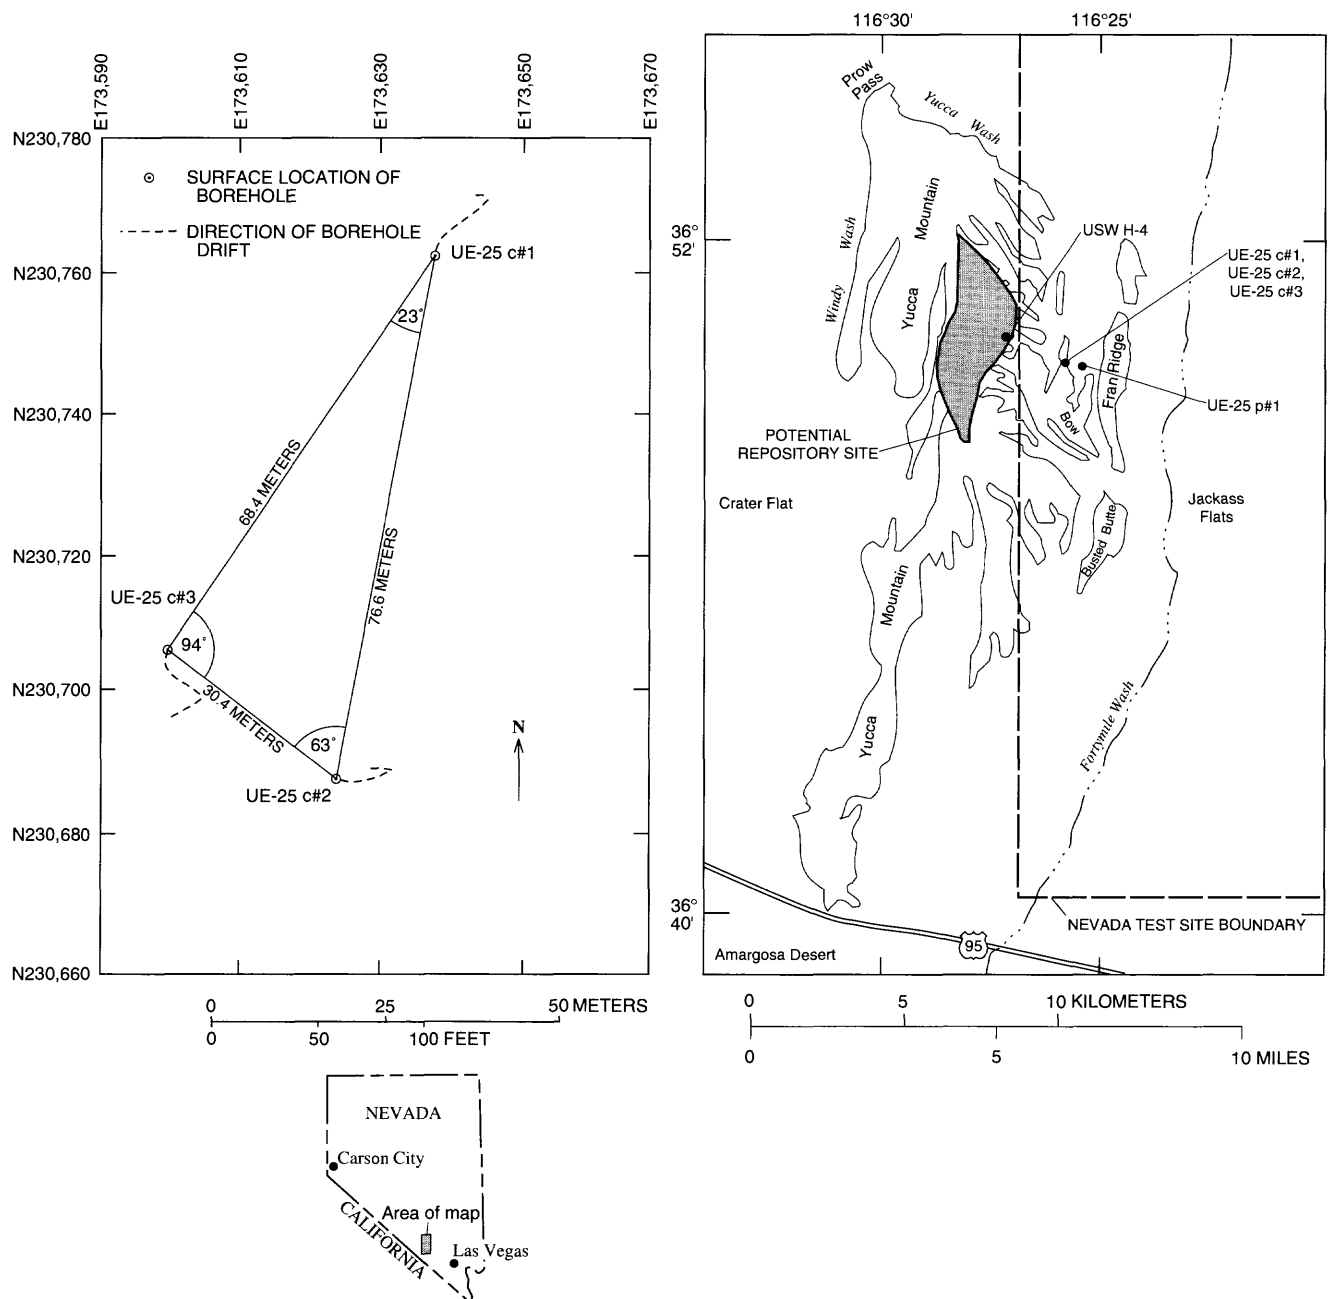 E173,590
E173,610
E173,630
E173,650
E173,670
N230,780
N230,760
N230,740
N230,720
N230,700
N230,680
N230,660
SURFACE LOCATION OF
BOREHOLE
DIRECTION OF BOREHOLE
DRIFT
UE-25 c#1
23°
68.4 METERS
76.6 METERS
UE-25 c#3
94°
30.4 METERS
63°
UE-25 c#2
N
0
25
50 METERS
0
50
100 FEET
116°30'
116°25'
Prow
Pass
Yucca Wash
Mountain
Windy Wash
Yucca
36°
52'
USW H-4
UE-25 c#1,
UE-25 c#2,
UE-25 c#3
Fran Ridge
UE-25 p#1
Bow
POTENTIAL
REPOSITORY SITE
Crater Flat
Jackass
Flats
Busted Butte
Mountain
Yucca
Fortymile Wash
36°
40'
NEVADA TEST SITE BOUNDARY
95
Amargosa Desert
0
5
10 KILOMETERS
0
5
10 MILES
NEVADA
Carson City
CALIFORNIA
Area of map
Las Vegas